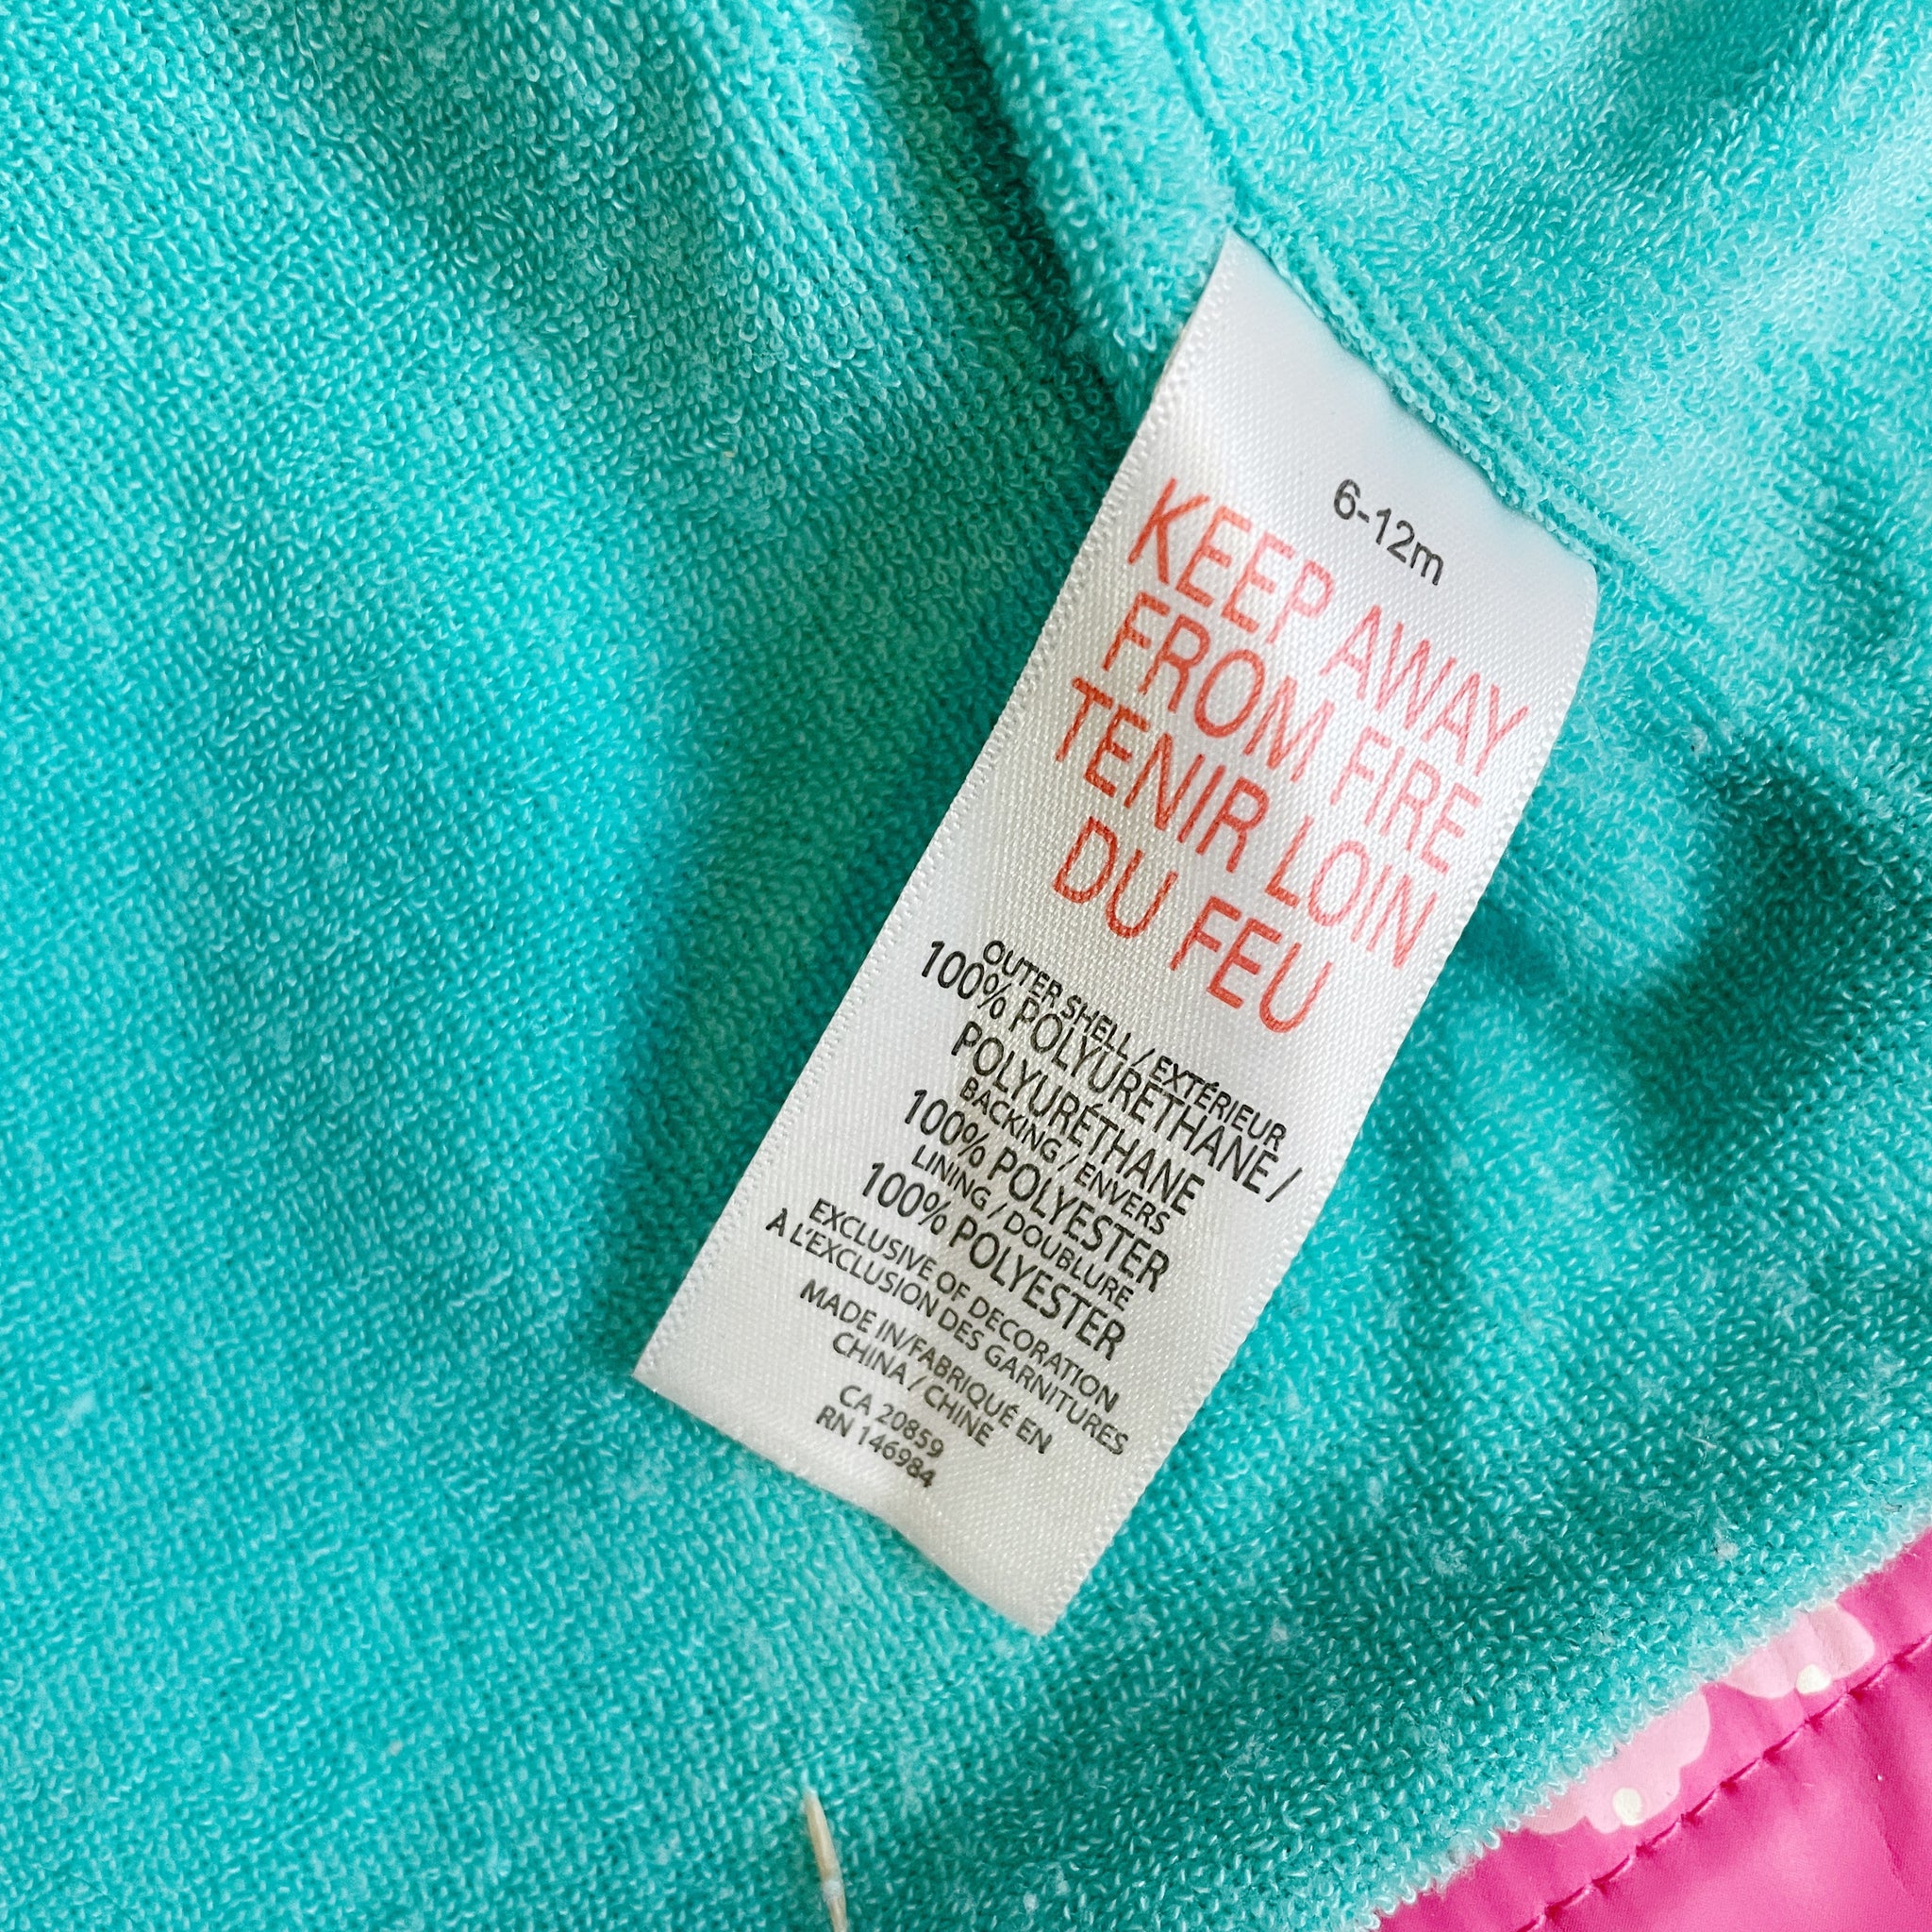 6-12m
KEEP AWAY
FROM FIRE
TENIR LOIN
DU FEU
OUTER SHELL / EXTÉRIEUR
100% POLYURETHANE /
POLYURÉTHANE
BACKING / ENVERS
100% POLYESTER
LINING / DOUBLURE
100% POLYESTER
EXCLUSIVE OF DECORATION
A L'EXCLUSION DES GARNITURES
MADE IN/FABRIQUÉ EN
CHINA / CHINE
CA 20859
RN 146984